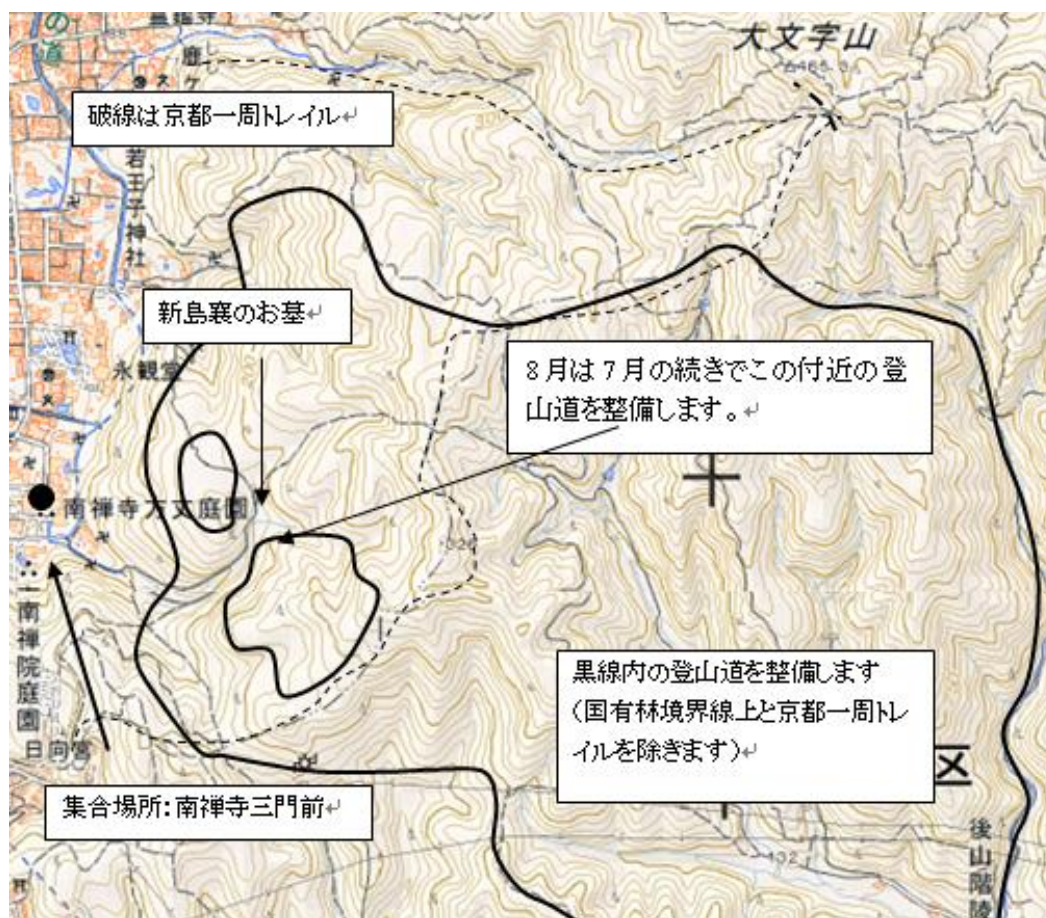 の道
大文字山
465.3
破線は京都一周トレイル↵
若王子神社
新島襄のお墓↵
永観堂
8月は7月の続きでこの付近の登
山道を整備します。↵
南禅寺方丈庭園
南禅院庭園
日向宮
黒線内の登山道を整備します
（国有林境界線上と京都一周トレ
イルを除きます）↵
区
集合場所：南禅寺三門前↵
後山階陵
132